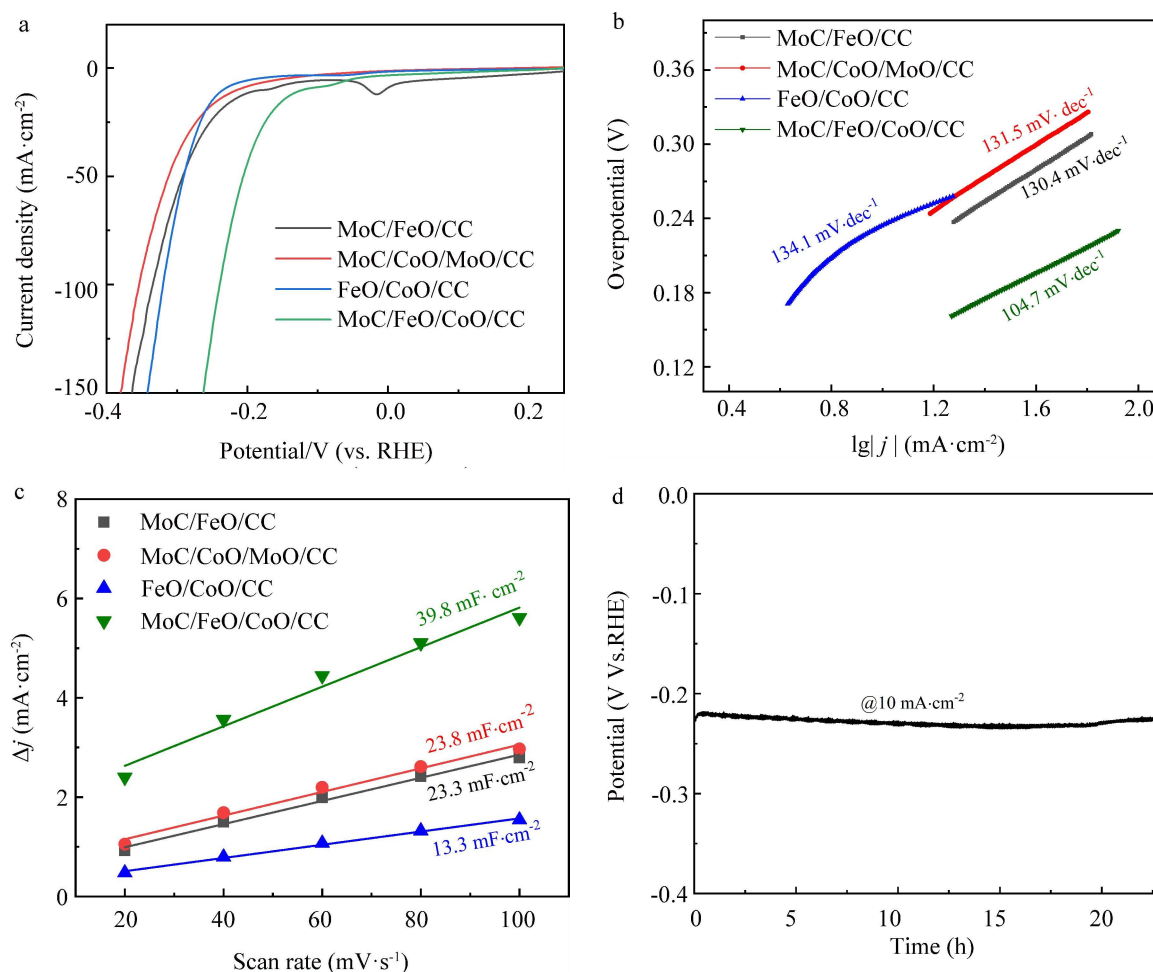 a
0
-50
-100
-150
-0.4
-0.2
0.0
0.2
Current density (mA·cm-2)
Potential/V (vs. RHE)
MoC/FeO/CC
MoC/CoO/MoO/CC
FeO/CoO/CC
MoC/FeO/CoO/CC
b
0.36
0.30
0.24
0.18
0.12
0.4
0.8
1.2
1.6
2.0
Overpotential (V)
lg| j | (mA·cm-2)
MoC/FeO/CC
MoC/CoO/MoO/CC
FeO/CoO/CC
MoC/FeO/CoO/CC
131.5 mV· dec-1
130.4 mV·dec-1
134.1 mV·dec-1
104.7 mV·dec-1
c
8
6
4
2
0
20
40
60
80
100
Δj (mA·cm-2)
Scan rate (mV·s-1)
MoC/FeO/CC
MoC/CoO/MoO/CC
FeO/CoO/CC
MoC/FeO/CoO/CC
39.8 mF· cm-2
23.8 mF·cm-2
23.3 mF·cm-2
13.3 mF·cm-2
d
0.0
-0.1
-0.2
-0.3
-0.4
0
5
10
15
20
Potential (V Vs.RHE)
Time (h)
@10 mA·cm-2